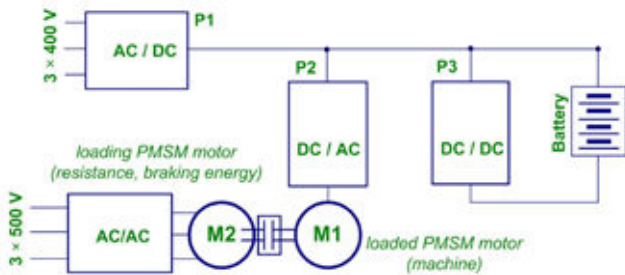 P1
3 × 400 V
AC / DC
P2
P3
DC / AC
DC / DC
Battery
loading PMSM motor
(resistance, braking energy)
3 × 500 V
AC/AC
M2
M1
loaded PMSM motor
(machine)